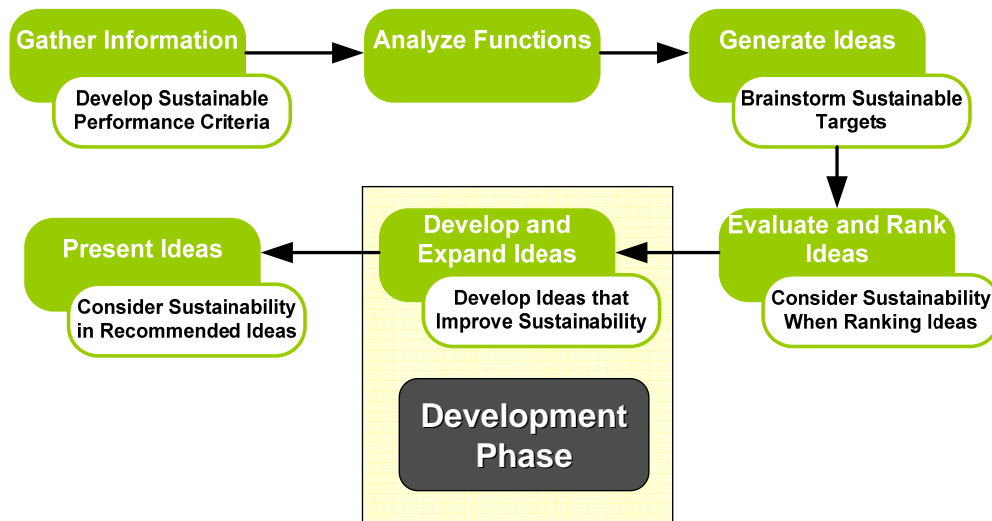 Gather Information
Develop Sustainable
Performance Criteria
Analyze Functions
Generate Ideas
Brainstorm Sustainable
Targets
Evaluate and Rank
Ideas
Consider Sustainability
When Ranking Ideas
Develop and
Expand Ideas
Develop Ideas that
Improve Sustainability
Present Ideas
Consider Sustainability
in Recommended Ideas
Development
Phase